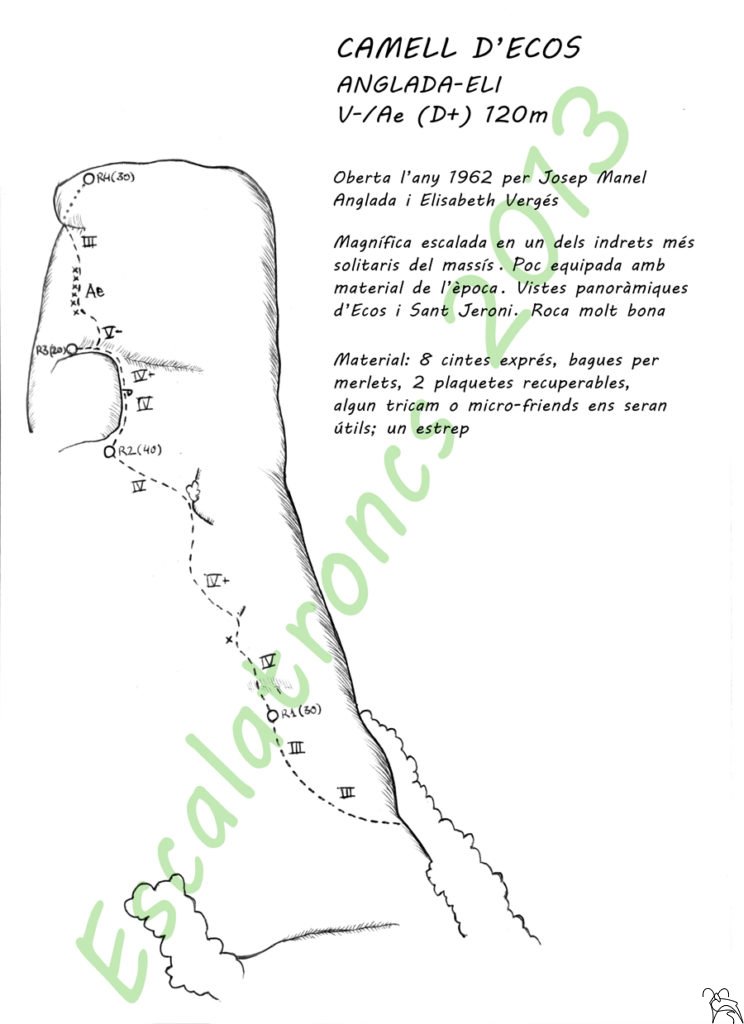 CAMELL D'ECOS
ANGLADA-ELI
V-/Ae (D+) 120m
Oberta l'any 1962 per Josep Manel
Anglada i Elisabeth Vergés
Magnífica escalada en un dels indrets més
solitaris del massís. Poc equipada amb
material de l'època. Vistes panoràmiques
d'Ecos i Sant Jeroni. Roca molt bona
Material: 8 cintes exprés, bagues per
merlets, 2 plaquetes recuperables,
algun tricam o micro-friends ens seran
útils; un estrep
R4(30)
III
Ae
V-
R3(20)
IV+
IV
R2(40)
IV
IV+
x
IV
R1(30)
III
III
Escalatroncs 2013